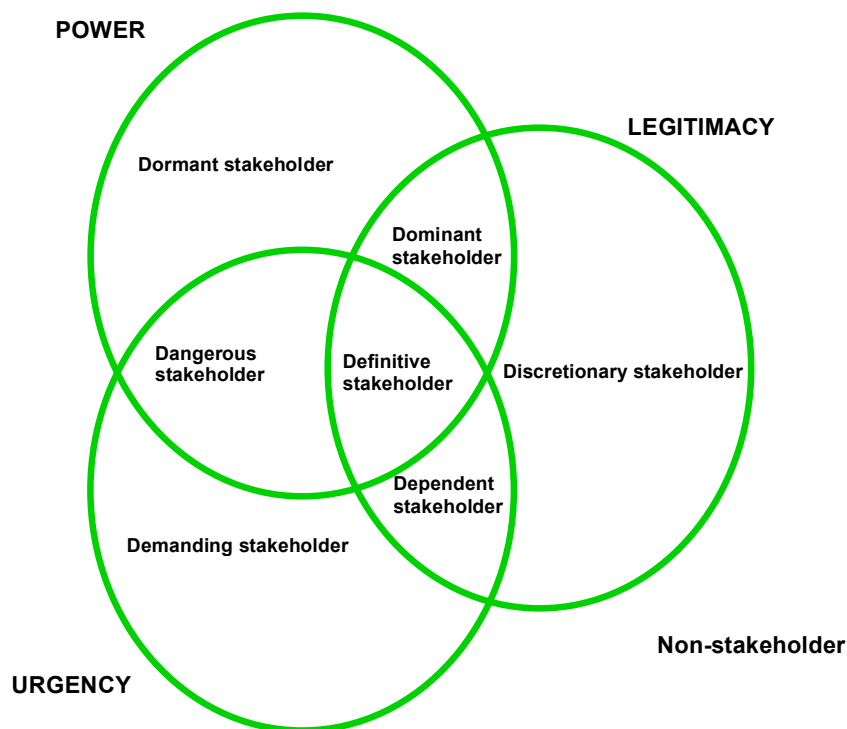 POWER
LEGITIMACY
Dormant stakeholder
Dominant
stakeholder
Dangerous
stakeholder
Definitive
stakeholder
Discretionary stakeholder
Dependent
stakeholder
Demanding stakeholder
Non-stakeholder
URGENCY